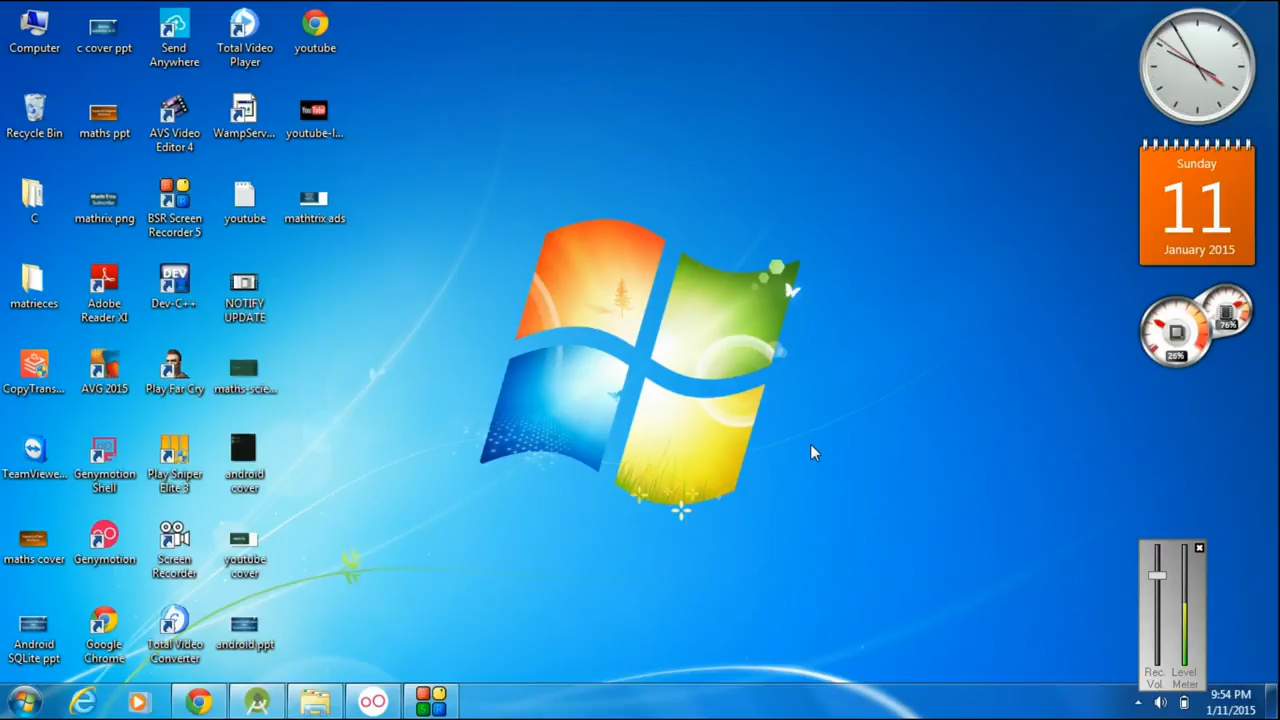 Computer
c cover ppt
Send
Anywhere
Total Video
Player
youtube
Recycle Bin
maths ppt
AVS Video
Editor 4
WampServ...
YouTube
youtube-l...
C
mathrix png
BSR Screen
Recorder 5
youtube
mathtrix ads
matrieces
Adobe
Reader XI
DEV
Dev-C++
NOTIFY
UPDATE
CopyTrans...
AVG 2015
Play Far Cry
maths-scie...
TeamViewe...
Genymotion
Shell
Play Sniper
Elite 3
android
cover
maths cover
Genymotion
Screen
Recorder
youtube
cover
Android
SQLite ppt
Google
Chrome
Total Video
Converter
android ppt
Sunday
11
January 2015
76%
26%
Rec.
Vol.
Level
Meter
9:54 PM
1/11/2015